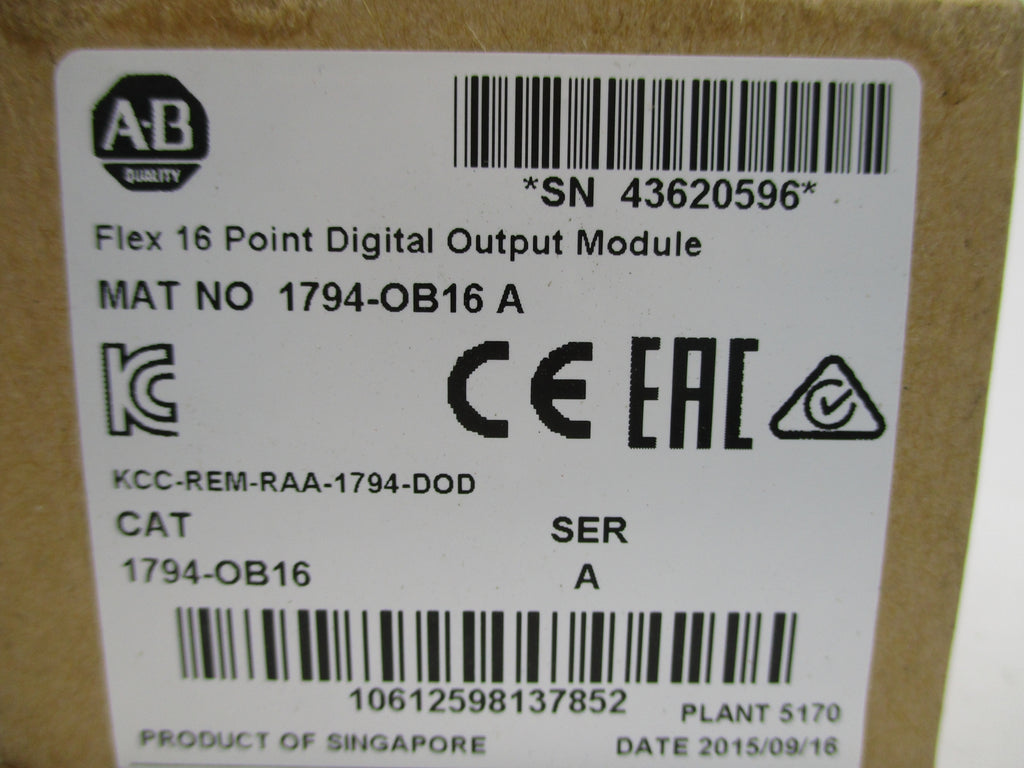 A-B
QUALITY
*SN 43620596*
Flex 16 Point Digital Output Module
MAT NO 1794-OB16 A
KC
CE EAC
KCC-REM-RAA-1794-DOD
CAT SER
1794-OB16 A
10612598137852
PLANT 5170
PRODUCT OF SINGAPORE DATE 2015/09/16